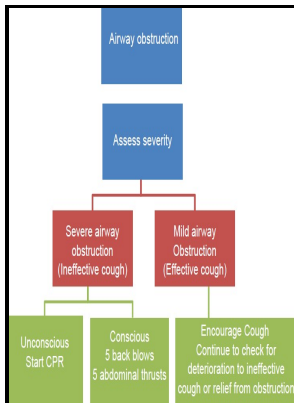 Airway obstruction
Assess severity
Severe airway
obstruction
(Ineffective cough)
Mild airway
Obstruction
(Effective cough)
Unconscious
Start CPR
Conscious
5 back blows
5 abdominal thrusts
Encourage Cough
Continue to check for
deterioration to ineffective
cough or relief from obstruction